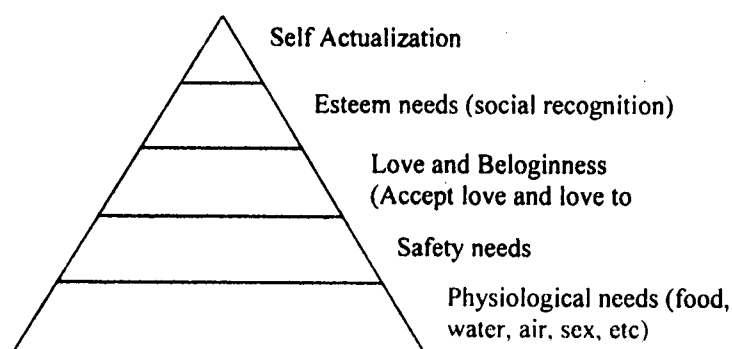 Self Actualization
Esteem needs (social recognition)
Love and Beloginness
(Accept love and love to
Safety needs
Physiological needs (food,
water, air, sex, etc)